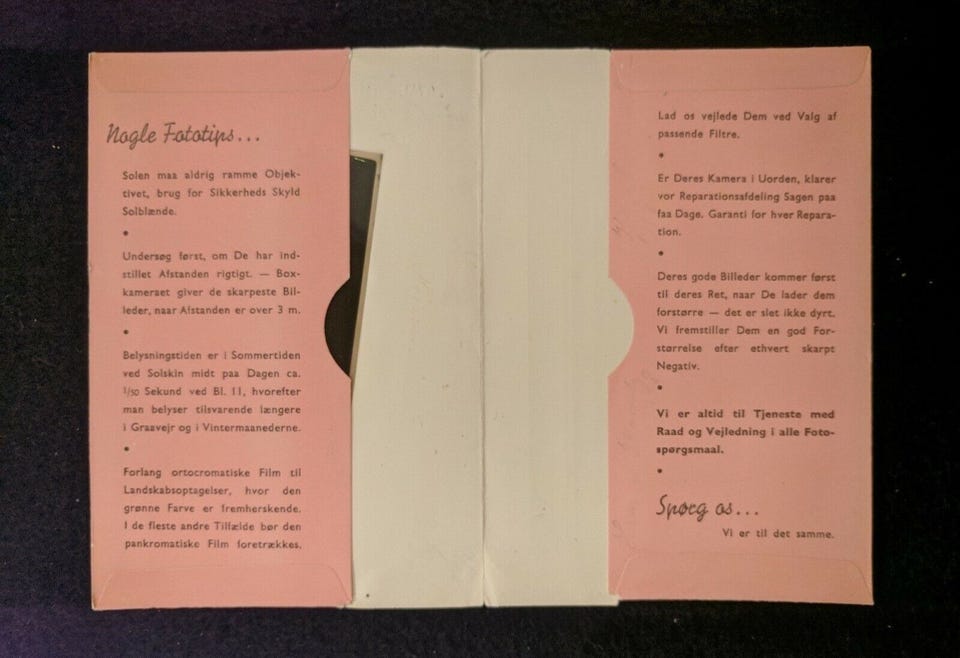 Nogle Fototips...
Solen maa aldrig ramme Objek-
tivet, brug for Sikkerheds Skyld
Solblænde.
•
Undersøg først, om De har ind-
stillet Afstanden rigtigt. — Box-
kameraet giver de skarpeste Bil-
leder, naar Afstanden er over 3 m.
•
Belysningstiden er i Sommertiden
ved Solskin midt paa Dagen ca.
1/50 Sekund ved Bl. 11, hvorefter
man belyser tilsvarende længere
i Graavejr og i Vintermaanederne.
•
Forlang ortocromatiske Film til
Landskabsoptagelser, hvor den
grønne Farve er fremherskende.
I de fleste andre Tilfælde bør den
pankromatiske Film foretrækkes.
Lad os vejlede Dem ved Valg af
passende Filtre.
•
Er Deres Kamera i Uorden, klarer
vor Reparationsafdeling Sagen paa
faa Dage. Garanti for hver Repara-
tion.
•
Deres gode Billeder kommer først
til deres Ret, naar De lader dem
forstørre — det er slet ikke dyrt.
Vi fremstiller Dem en god For-
størrelse efter ethvert skarpt
Negativ.
•
Vi er altid til Tjeneste med
Raad og Vejledning i alle Foto-
spørgsmaal.
•
Spørg os...
Vi er til det samme.